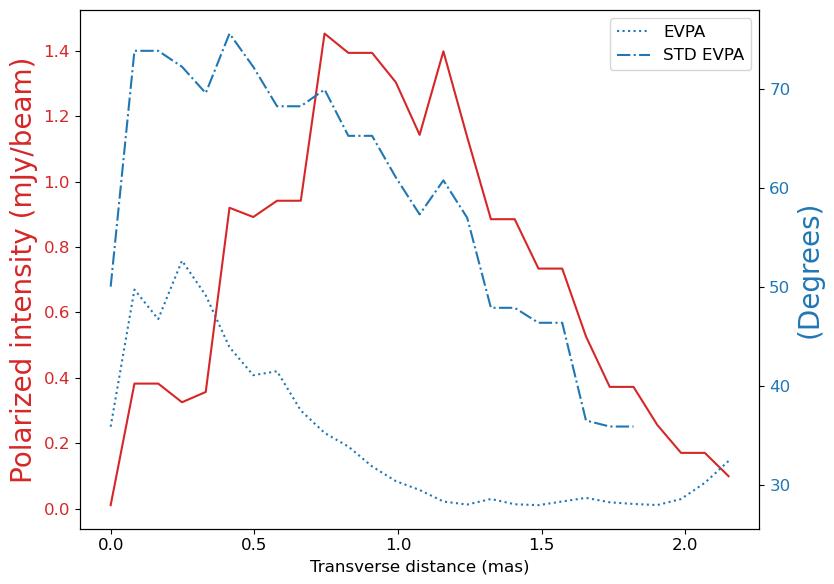 EVPA
STD EVPA
Polarized intensity (mJy/beam)
1.4
1.2
1.0
0.8
0.6
0.4
0.2
0.0
70
60
50
40
30
(Degrees)
0.0 0.5 1.0 1.5 2.0
Transverse distance (mas)